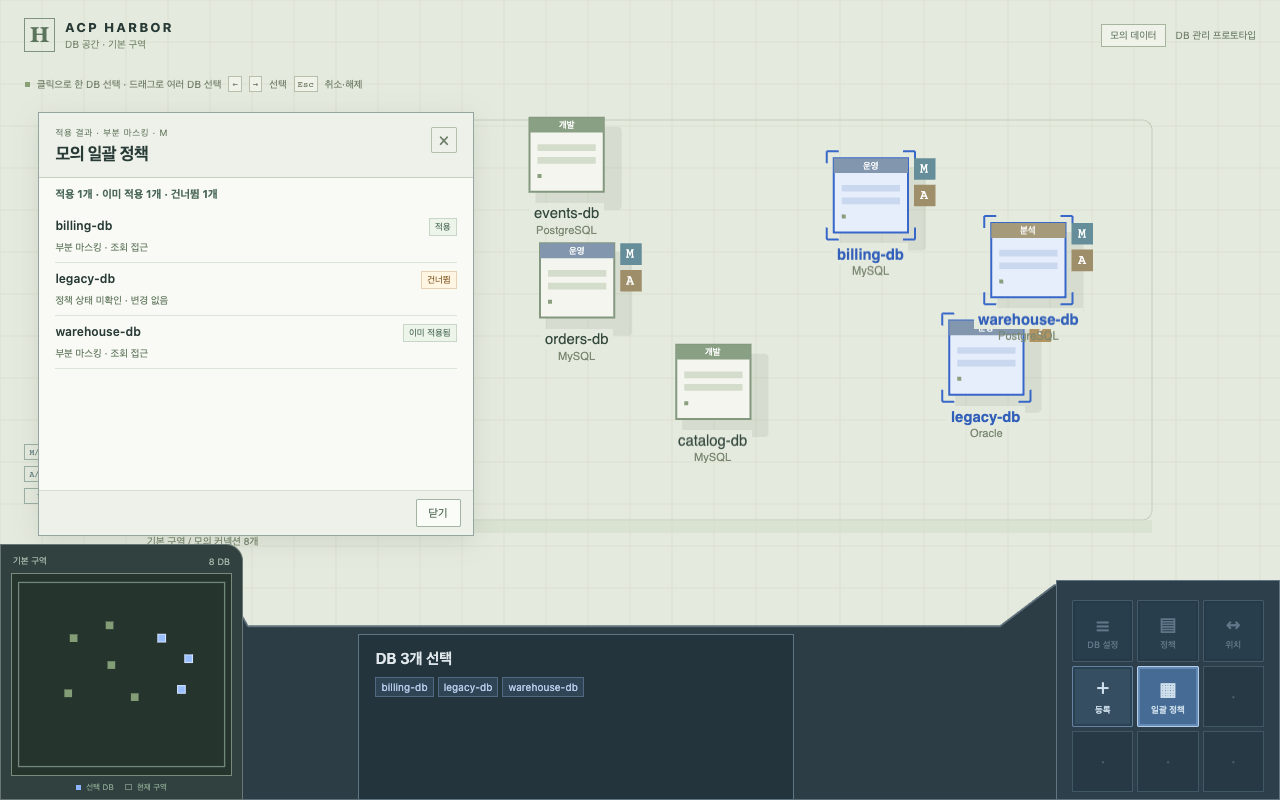 H
ACP HARBOR
DB 공간 · 기본 구역
모의 데이터
DB 관리 프로토타입
클릭으로 한 DB 선택 · 드래그로 여러 DB 선택 ← → 선택 Esc 취소·해제
적용 결과 · 부분 마스킹 · M
모의 일괄 정책
×
적용 1개 · 이미 적용 1개 · 건너뜀 1개
billing-db
적용
부분 마스킹 · 조회 접근
legacy-db
건너뜀
정책 상태 미확인 · 변경 없음
warehouse-db
이미 적용됨
부분 마스킹 · 조회 접근
닫기
개발
events-db
PostgreSQL
운영
M
A
orders-db
MySQL
개발
catalog-db
MySQL
운영
M
A
billing-db
MySQL
분석
M
A
warehouse-db
PostgreSQL
legacy-db
Oracle
M/
A/
기본 구역 / 모의 커넥션 8개
기본 구역
8 DB
선택 DB
현재 구역
DB 3개 선택
billing-db
legacy-db
warehouse-db
DB 설정
정책
위치
+
등록
일괄 정책